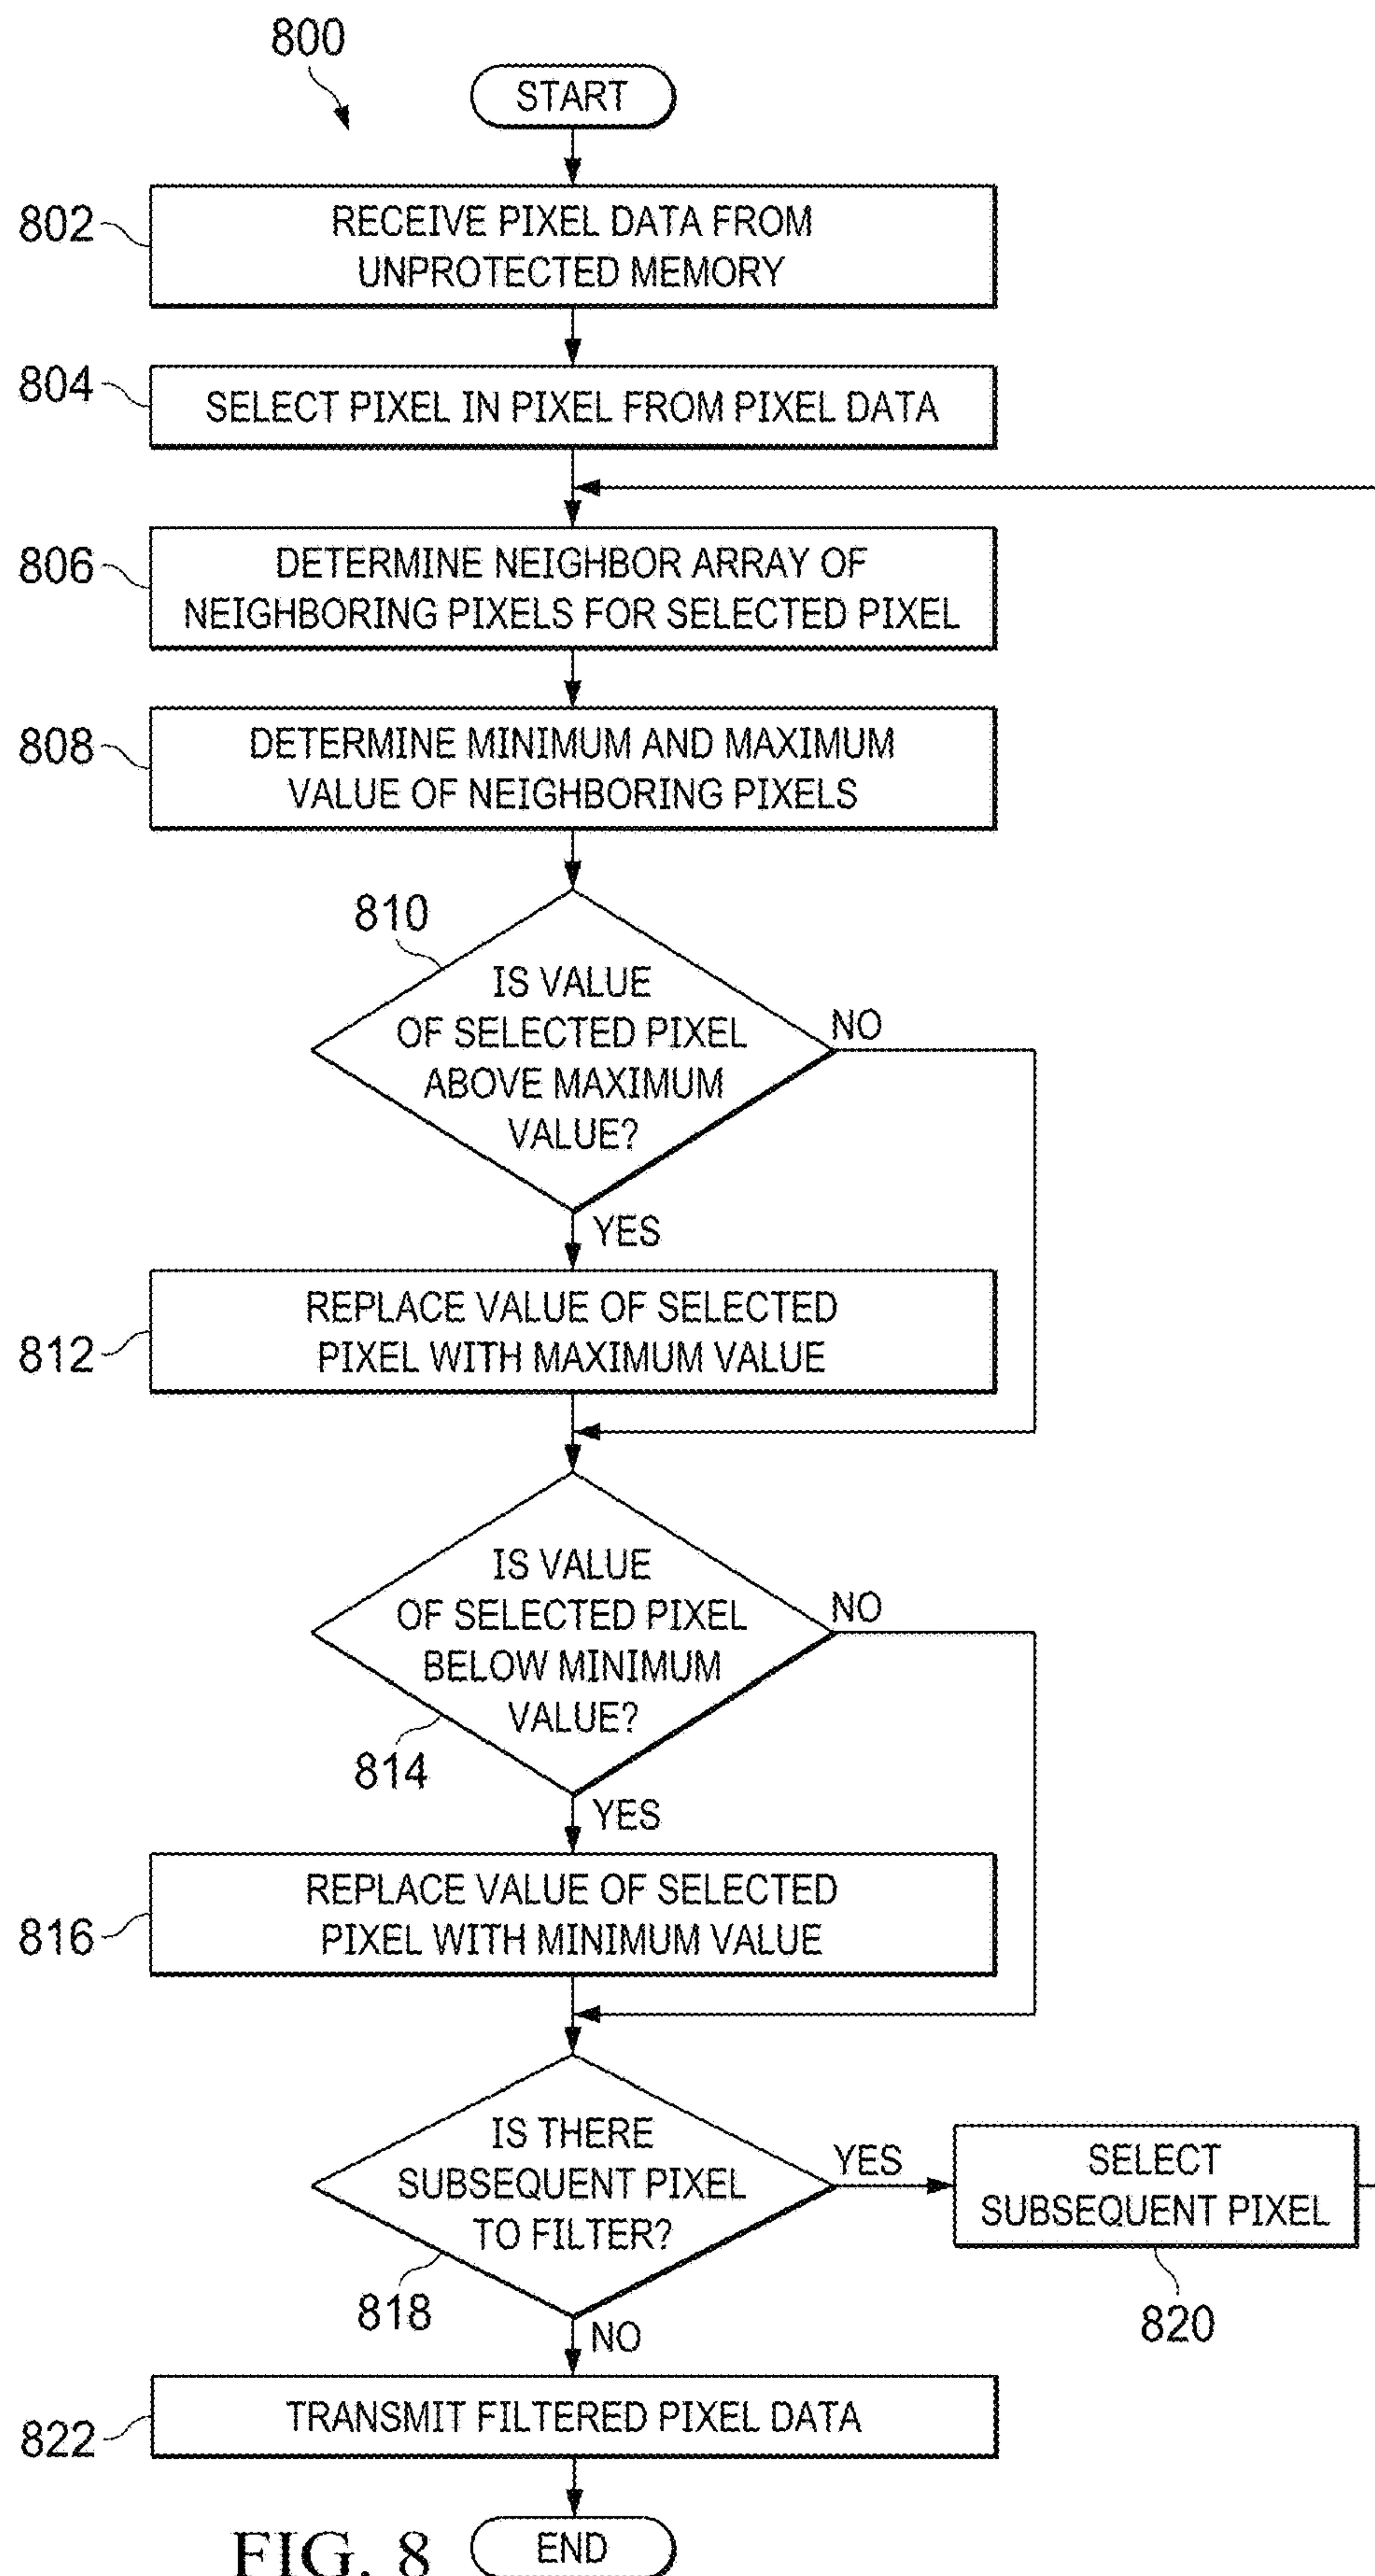 800
START
802
RECEIVE PIXEL DATA FROM
UNPROTECTED MEMORY
804
SELECT PIXEL IN PIXEL FROM PIXEL DATA
806
DETERMINE NEIGHBOR ARRAY OF
NEIGHBORING PIXELS FOR SELECTED PIXEL
808
DETERMINE MINIMUM AND MAXIMUM
VALUE OF NEIGHBORING PIXELS
810
IS VALUE
OF SELECTED PIXEL
ABOVE MAXIMUM
VALUE?
NO
YES
812
REPLACE VALUE OF SELECTED
PIXEL WITH MAXIMUM VALUE
IS VALUE
OF SELECTED PIXEL
BELOW MINIMUM
VALUE?
NO
814
YES
816
REPLACE VALUE OF SELECTED
PIXEL WITH MINIMUM VALUE
IS THERE
SUBSEQUENT PIXEL
TO FILTER?
YES
SELECT
SUBSEQUENT PIXEL
818
820
NO
822
TRANSMIT FILTERED PIXEL DATA
FIG. 8
END